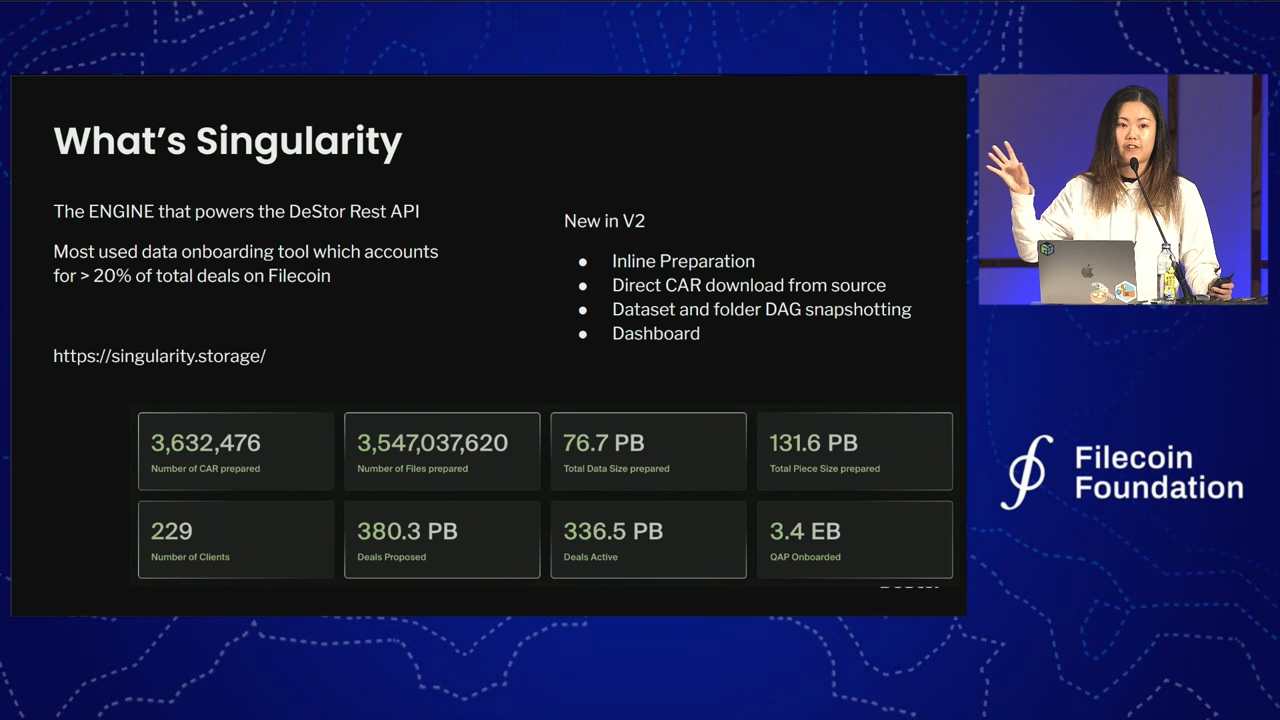 What's Singularity
The ENGINE that powers the DeStor Rest API
Most used data onboarding tool which accounts
for > 20% of total deals on Filecoin
https://singularity.storage/
New in V2
● Inline Preparation
● Direct CAR download from source
● Dataset and folder DAG snapshotting
● Dashboard
3,632,476
Number of CAR prepared
3,547,037,620
Number of Files prepared
76.7 PB
Total Data Size prepared
131.6 PB
Total Piece Size prepared
229
Number of Clients
380.3 PB
Deals Proposed
336.5 PB
Deals Active
3.4 EB
QAP Onboarded
Filecoin
Foundation